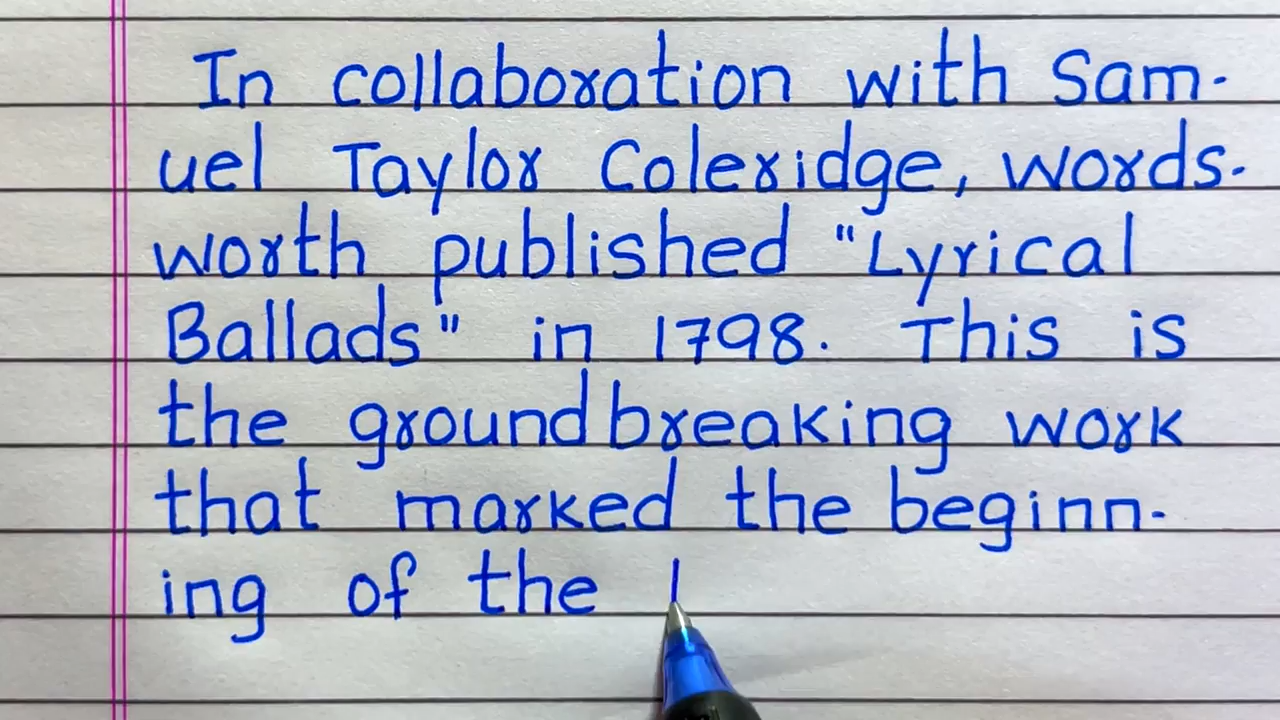 In collaboration with Sam-
uel Taylor Coleridge, Words-
worth published "Lyrical
Ballads" in 1798. This is
the groundbreaking work
that marked the beginn-
ing of the